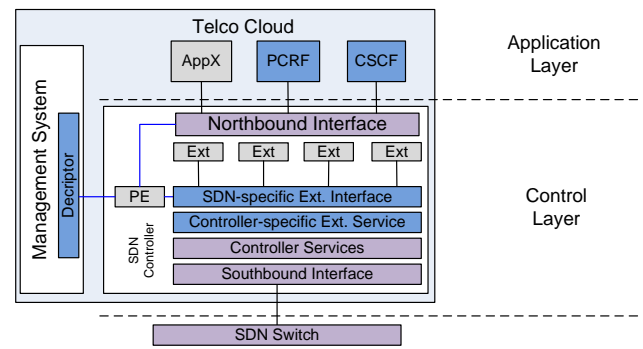 Telco Cloud
AppX
PCRF
CSCF
Application
Layer
Management System
Decriptor
Northbound Interface
Ext
Ext
Ext
Ext
PE
SDN-specific Ext. Interface
Controller-specific Ext. Service
Controller Services
Southbound Interface
SDN
Controller
Control
Layer
SDN Switch